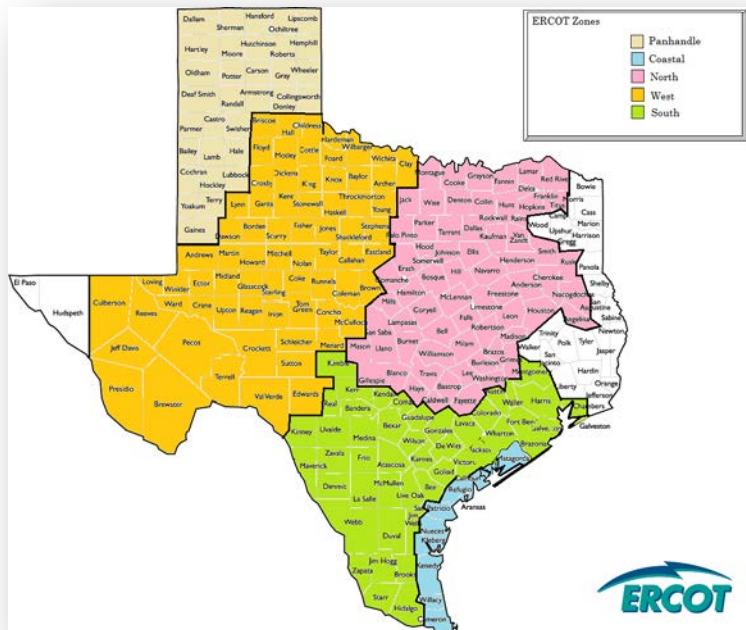 ERCOT Zones
Panhandle
Coastal
North
West
South
Dallam
Sherman
Hansford
Ochiltree
Lipscomb
Hartley
Moore
Hutchinson
Roberts
Hemphill
Oldham
Potter
Carson
Gray
Wheeler
Deaf Smith
Randall
Armstrong
Donley
Collingsworth
Parmer
Castro
Swisher
Briscoe
Hall
Childress
Bailey
Lamb
Hale
Floyd
Motley
Cottle
Hardeman
Foard
Wilbarger
Wichita
Clay
Cochran
Hockley
Lubbock
Crosby
Dickens
King
Knox
Baylor
Archer
Yoakum
Terry
Lynn
Garza
Kent
Stonewall
Haskell
Throckmorton
Young
Gaines
Dawson
Borden
Scurry
Fisher
Jones
Shackleford
Stephens
Andrews
Martin
Howard
Mitchell
Nolan
Taylor
Callahan
Eastland
El Paso
Hudspeth
Culberson
Loving
Winkler
Ector
Midland
Glasscock
Sterling
Coke
Runnels
Coleman
Brown
Reeves
Ward
Crane
Upton
Reagan
Irion
Tom
Green
Concho
McCulloch
Jeff Davis
Pecos
Crockett
Schleicher
Menard
Sutton
Presidio
Brewster
Terrell
Val Verde
Edwards
Kimble
Montague
Cooke
Grayson
Fannin
Lamar
Red River
Bowie
Jack
Wise
Denton
Collin
Hunt
Delta
Hopkins
Franklin
Titus
Morris
Cass
Camp
Marion
Palo Pinto
Parker
Tarrant
Dallas
Rockwall
Kaufman
Rains
Van
Zandt
Wood
Upshur
Gregg
Harrison
Erath
Hood
Somervell
Johnson
Ellis
Henderson
Smith
Rusk
Panola
Comanche
Hamilton
Bosque
Hill
Navarro
Anderson
Cherokee
Nacogdoches
Shelby
Mills
Coryell
McLennan
Limestone
Freestone
Leon
Houston
Angelina
San
Augustine
Sabine
San Saba
Lampasas
Bell
Falls
Robertson
Madison
Walker
Trinity
Polk
Tyler
Newton
Jasper
Mason
Llano
Burnet
Williamson
Milam
Brazos
Grimes
San
Jacinto
Hardin
Gillespie
Blanco
Travis
Lee
Burleson
Washington
Montgomery
Liberty
Orange
Jefferson
Hays
Bastrop
Caldwell
Fayette
Austin
Waller
Harris
Chambers
Galveston
Kerr
Kendall
Comal
Real
Bandera
Bexar
Guadalupe
Gonzales
Lavaca
Colorado
Fort Bend
Wharton
Brazoria
Kinney
Uvalde
Medina
Wilson
De Witt
Jackson
Matagorda
Maverick
Zavala
Frio
Atascosa
Karnes
Goliad
Victoria
Calhoun
Dimmit
La Salle
McMullen
Live Oak
Bee
Refugio
Aransas
San Patricio
Webb
Duval
Jim
Wells
Nueces
Kleberg
Zapata
Jim Hogg
Brooks
Kenedy
Starr
Hidalgo
Willacy
Cameron
ERCOT